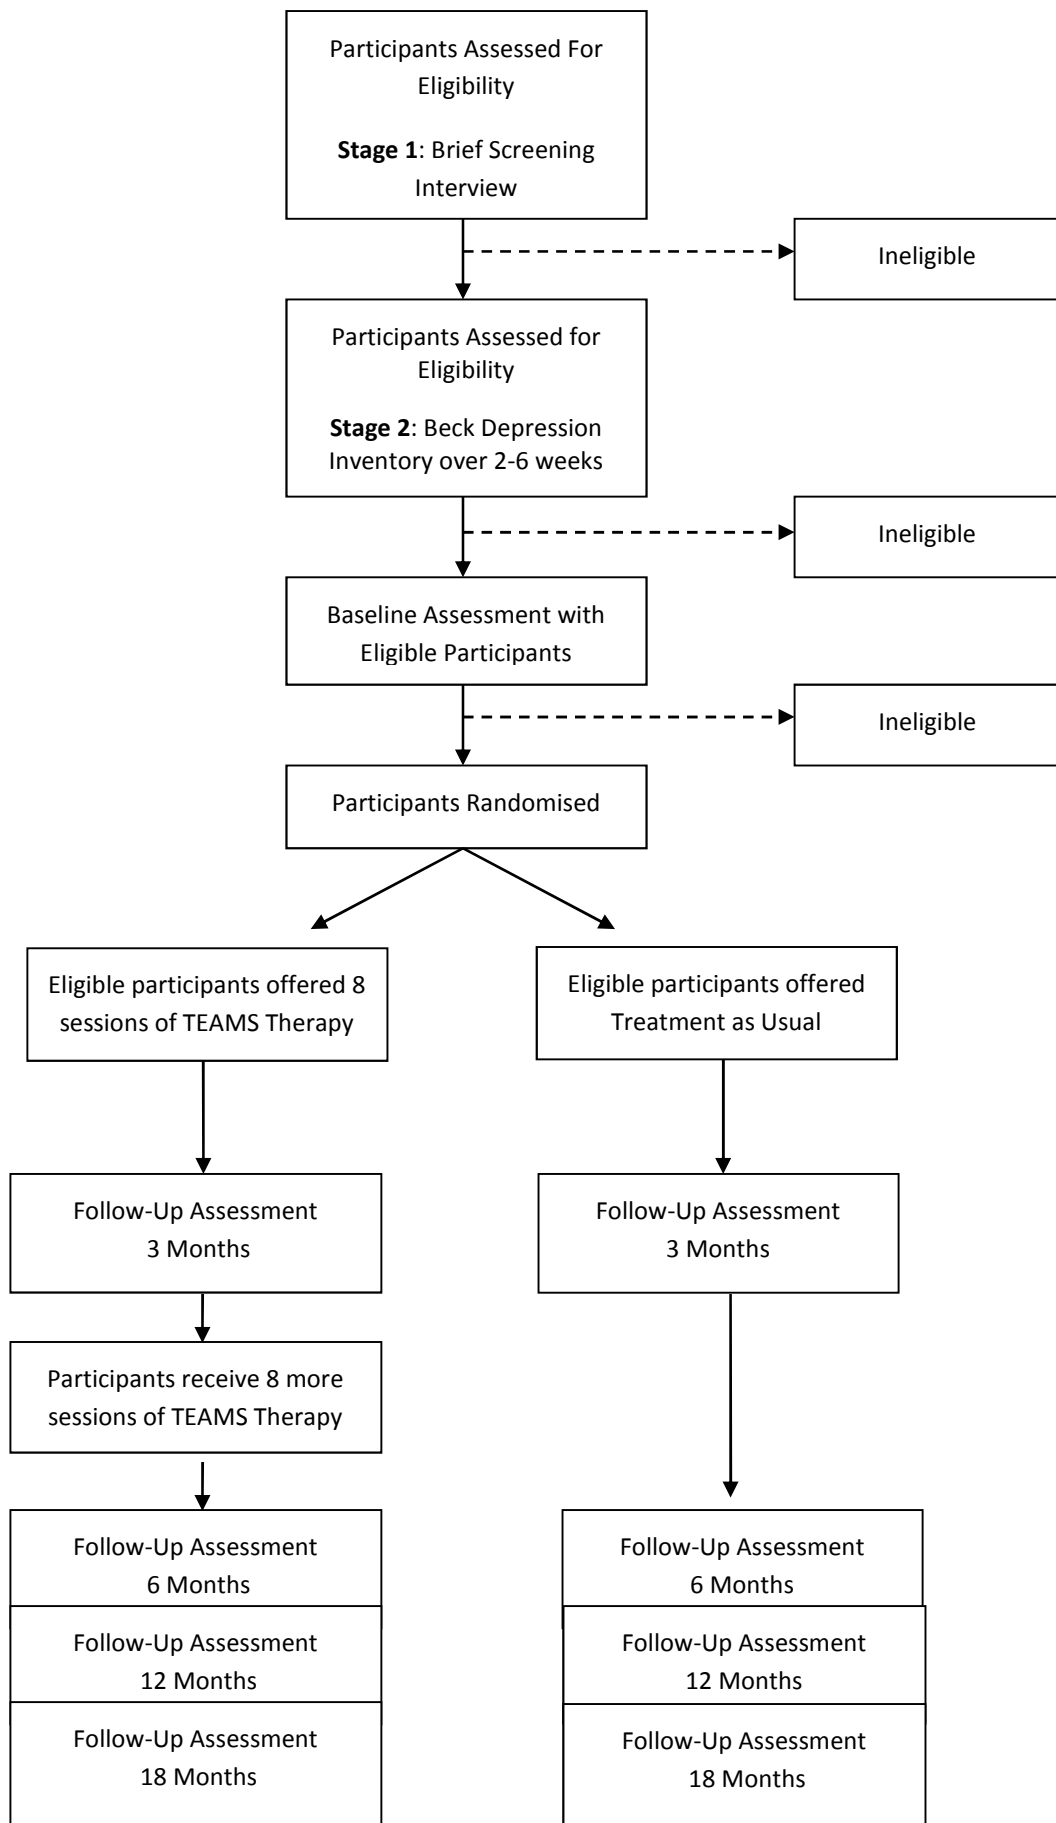 Participants Assessed For
Eligibility
Stage 1: Brief Screening
Interview
Ineligible
Participants Assessed for
Eligibility
Stage 2: Beck Depression
Inventory over 2-6 weeks
Ineligible
Baseline Assessment with
Eligible Participants
Ineligible
Participants Randomised
Eligible participants offered 8
sessions of TEAMS Therapy
Eligible participants offered
Treatment as Usual
Follow-Up Assessment
3 Months
Follow-Up Assessment
3 Months
Participants receive 8 more
sessions of TEAMS Therapy
Follow-Up Assessment
6 Months
Follow-Up Assessment
6 Months
Follow-Up Assessment
12 Months
Follow-Up Assessment
12 Months
Follow-Up Assessment
18 Months
Follow-Up Assessment
18 Months